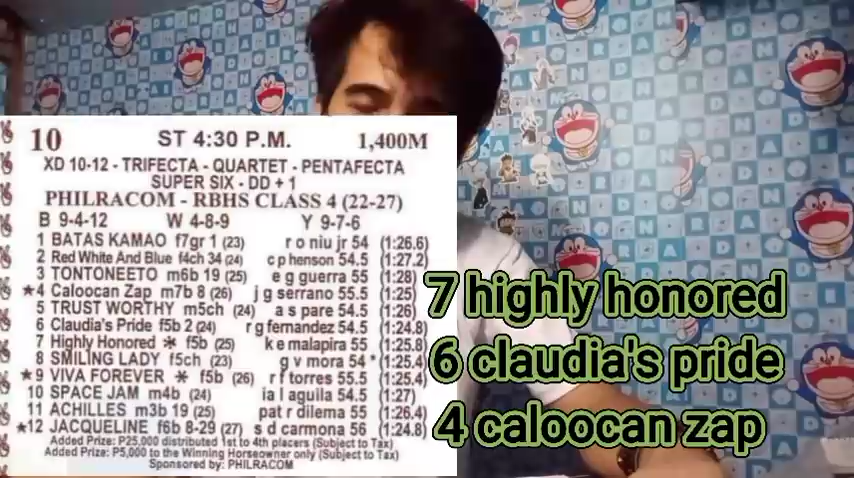 10 ST 4:30 P.M. 1,400M
XD 10-12 - TRIFECTA - QUARTET - PENTAFECTA
SUPER SIX - DD + 1
PHILRACOM - RBHS CLASS 4 (22-27)
B 9-4-12 W 4-8-9 Y 9-7-6
1 BATAS KAMAO f7gr 1 (23) r o niu jr 54 (1:26.6)
2 Red White And Blue f4ch 34 (24) c p henson 54.5 (1:27.2)
3 TONTONEETO m6b 19 (25) e g guerra 55 (1:28)
★4 Caloocan Zap m7b 8 (26) j g serrano 55.5 (1:25)
5 TRUST WORTHY m5ch (24) a s pare 54.5 (1:26)
6 Claudia's Pride f5b 2 (24) r g fernandez 54.5 (1:24.8)
7 Highly Honored * f5b (25) k e malapira 55 (1:25.8)
8 SMILING LADY f5ch (23) g v mora 54 * (1:25.4)
★9 VIVA FOREVER * f5b (26) r f torres 55.5 (1:25.4)
10 SPACE JAM m4b (24) ia l aguila 54.5 (1:27)
11 ACHILLES m3b 19 (25) pat r dilema 55 (1:26.4)
★12 JACQUELINE f6b 8-29 (27) s d carmona 56 (1:24.8)
Added Prize: P25,000 distributed 1st to 4th placers (Subject to Tax)
Added Prize: P5,000 to the Winning Horseowner only (Subject to Tax)
Sponsored by: PHILRACOM
7 highly honored
6 claudia's pride
4 caloocan zap